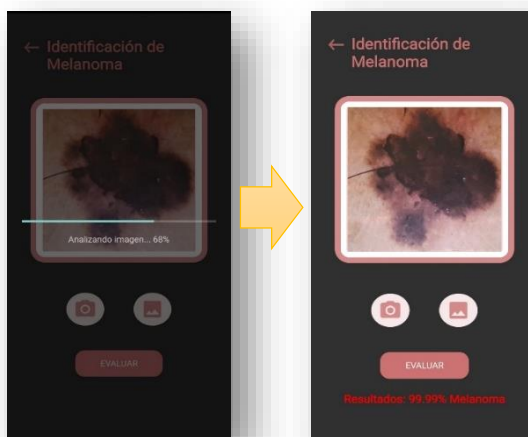 ← Identificación de
Melanoma
Analizando imagen... 68%
EVALUAR
← Identificación de
Melanoma
EVALUAR
Resultados: 99.99% Melanoma